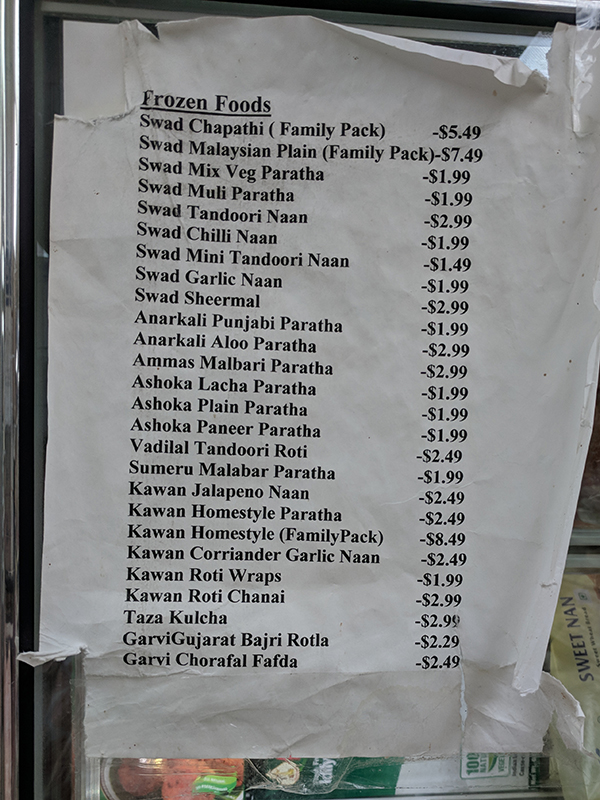 Frozen Foods
Swad Chapathi ( Family Pack) -$5.49
Swad Malaysian Plain (Family Pack)-$7.49
Swad Mix Veg Paratha -$1.99
Swad Muli Paratha -$1.99
Swad Tandoori Naan -$2.99
Swad Chilli Naan -$1.99
Swad Mini Tandoori Naan -$1.49
Swad Garlic Naan -$1.99
Swad Sheermal -$2.99
Anarkali Punjabi Paratha -$1.99
Anarkali Aloo Paratha -$2.99
Ammas Malbari Paratha -$2.99
Ashoka Lacha Paratha -$1.99
Ashoka Plain Paratha -$1.99
Ashoka Paneer Paratha -$1.99
Vadilal Tandoori Roti -$2.49
Sumeru Malabar Paratha -$1.99
Kawan Jalapeno Naan -$2.49
Kawan Homestyle Paratha -$2.49
Kawan Homestyle (FamilyPack) -$8.49
Kawan Corriander Garlic Naan -$2.49
Kawan Roti Wraps -$1.99
Kawan Roti Chanai -$2.99
Taza Kulcha -$2.99
GarviGujarat Bajri Rotla -$2.29
Garvi Chorafal Fafda -$2.49
SWEET NAN
100